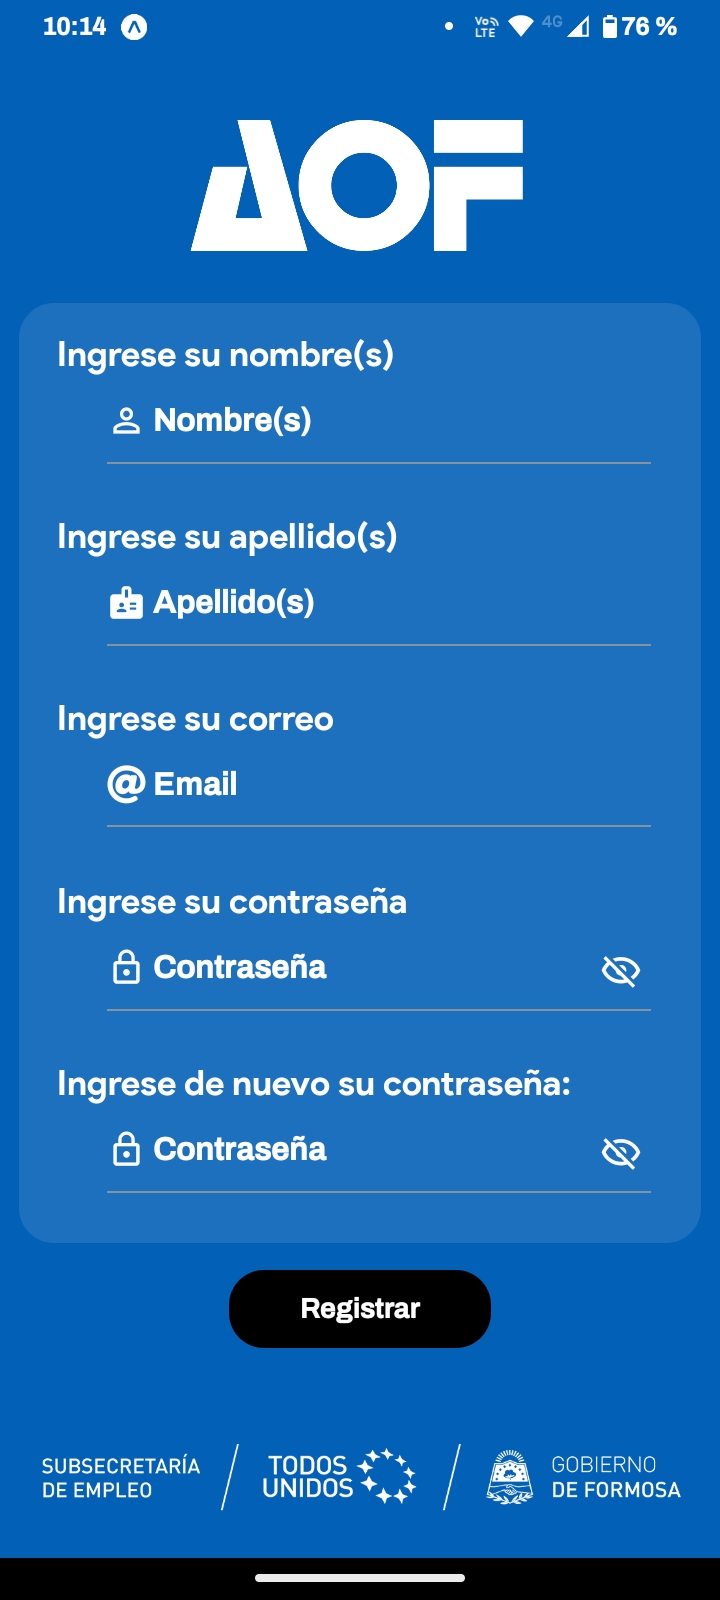 10:14
Vo LTE 4G 76 %
AOF
Ingrese su nombre(s)
Nombre(s)
Ingrese su apellido(s)
Apellido(s)
Ingrese su correo
@ Email
Ingrese su contraseña
Contraseña
Ingrese de nuevo su contraseña:
Contraseña
Registrar
SUBSECRETARÍA
DE EMPLEO
TODOS
UNIDOS
GOBIERNO
DE FORMOSA